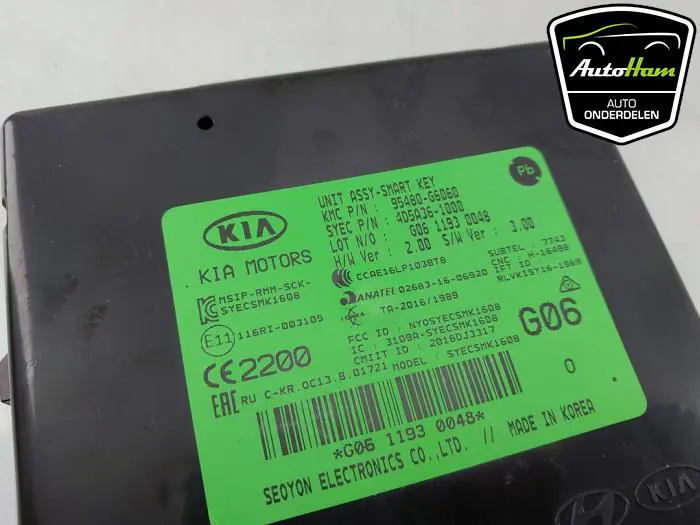 AutoHam
AUTO
ONDERDELEN
Pb
KIA
KIA MOTORS
UNIT ASSY-SMART KEY
KMC P/N : 95480-G6060
SYEC P/N : 4D5A36-1000
LOT N/O : G06 1193 0048
H/W Ver : 2.00 S/W Ver : 3.00
MSIP-RMM-SCK-
SYECSMK1608
CCAE16LP1038T8
ANATEL 02683-16-06920
TA-2016/1989
SUBTEL : 7743
CNC : H-16498
IFT ID :
RLVKISY16-1969
E11 116RI-003105
FCC ID : NYOSYECSMK1608
IC : 3109A-SYECSMK1608
CMIIT ID : 2016DJ3317
MODEL : SYECSMK1608
G06
CE2200
EAC RU C-KR.OC13.B.01721
0
*G06 1193 0048*
SEOYON ELECTRONICS CO.,LTD. // MADE IN KOREA
KIA